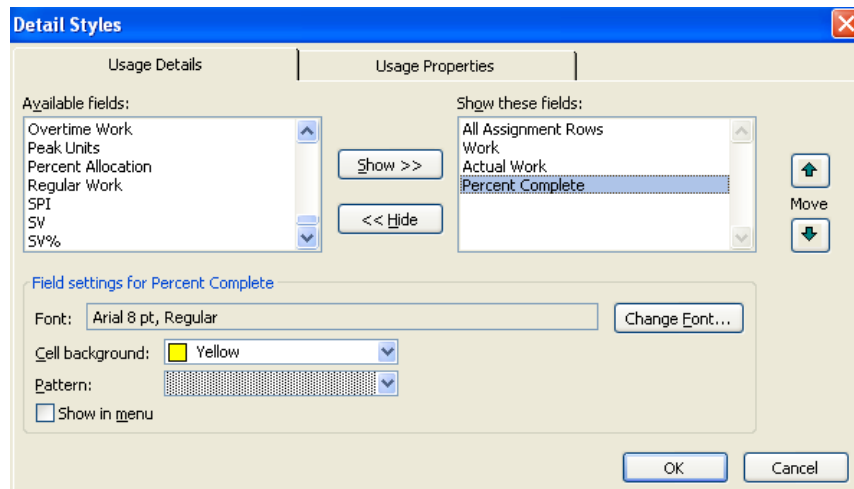 Detail Styles
Usage Details
Usage Properties
Available fields:
Overtime Work
Peak Units
Percent Allocation
Regular Work
SPI
SV
SV%
Show >>
<< Hide
Show these fields:
All Assignment Rows
Work
Actual Work
Percent Complete
Move
Field settings for Percent Complete
Font: Arial 8 pt, Regular
Change Font...
Cell background: Yellow
Pattern:
Show in menu
OK
Cancel